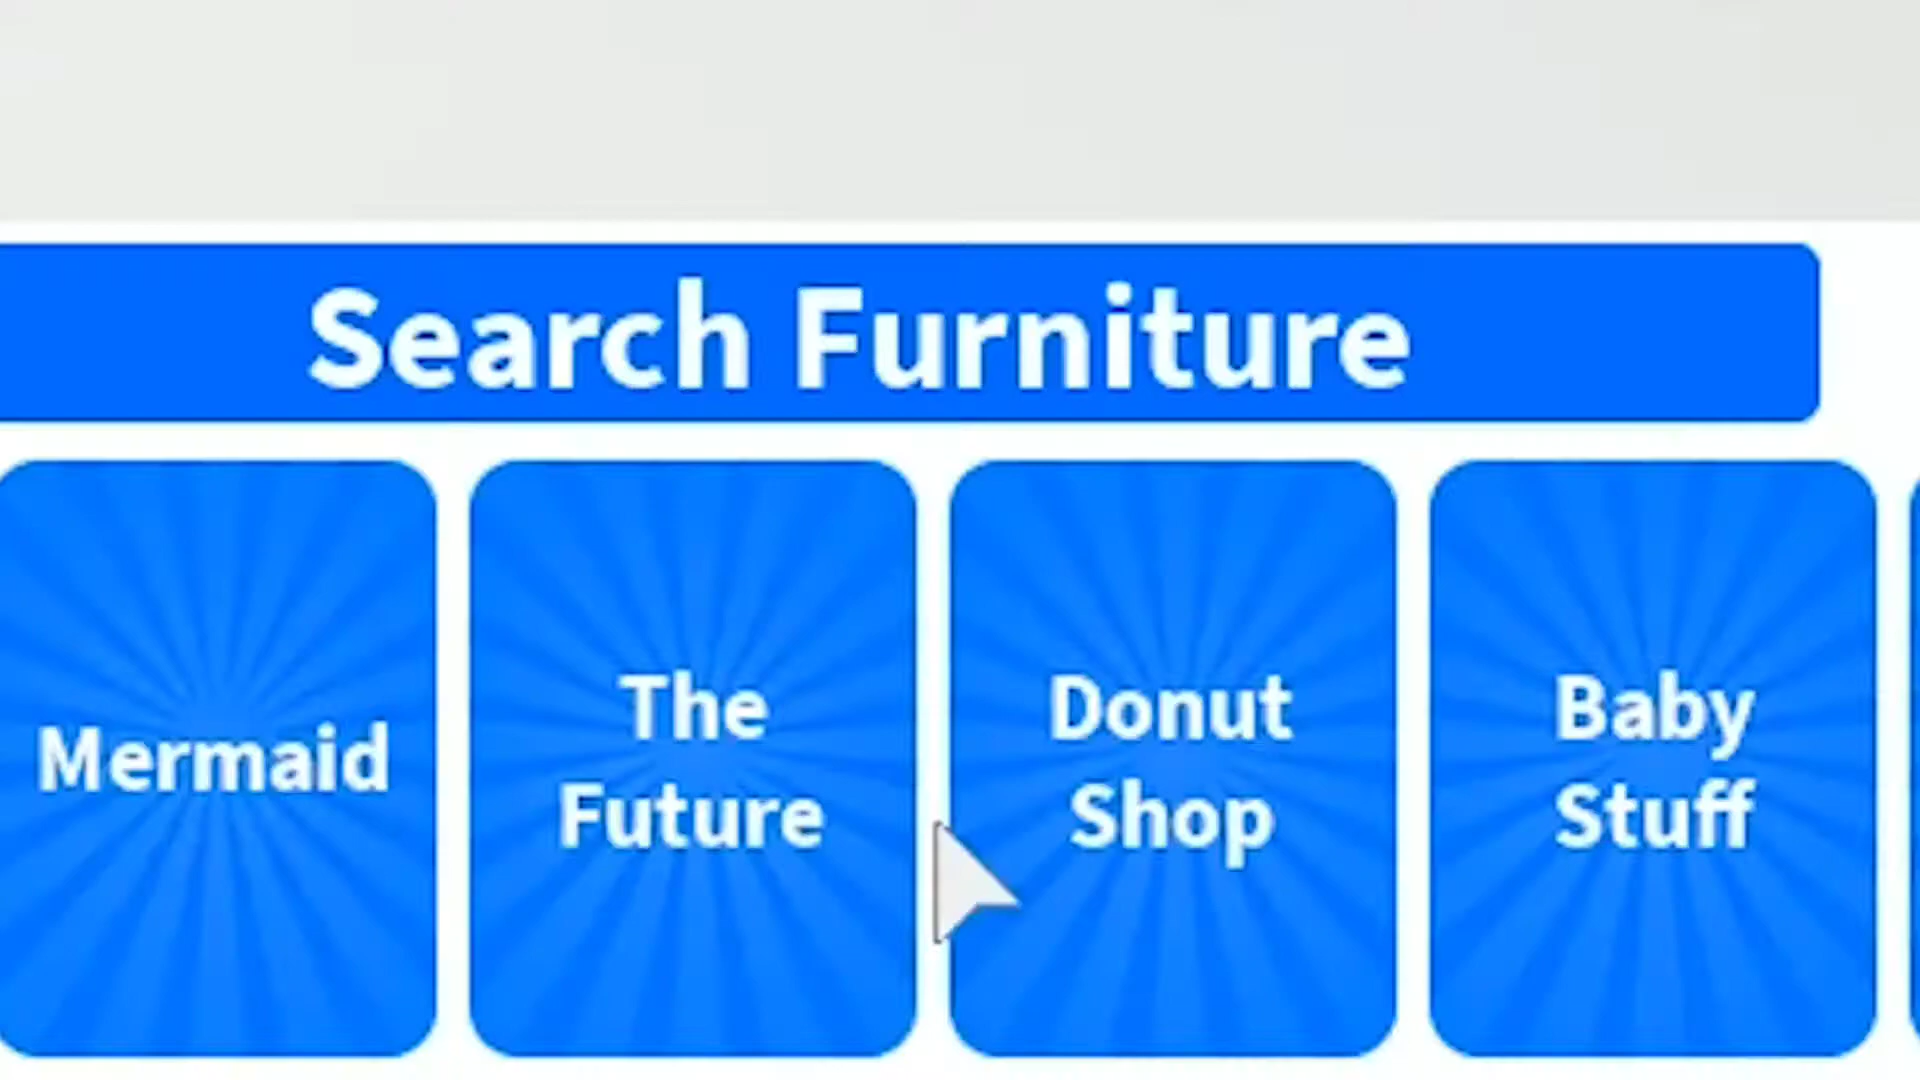 Search Furniture
Mermaid
The
Future
Donut
Shop
Baby
Stuff